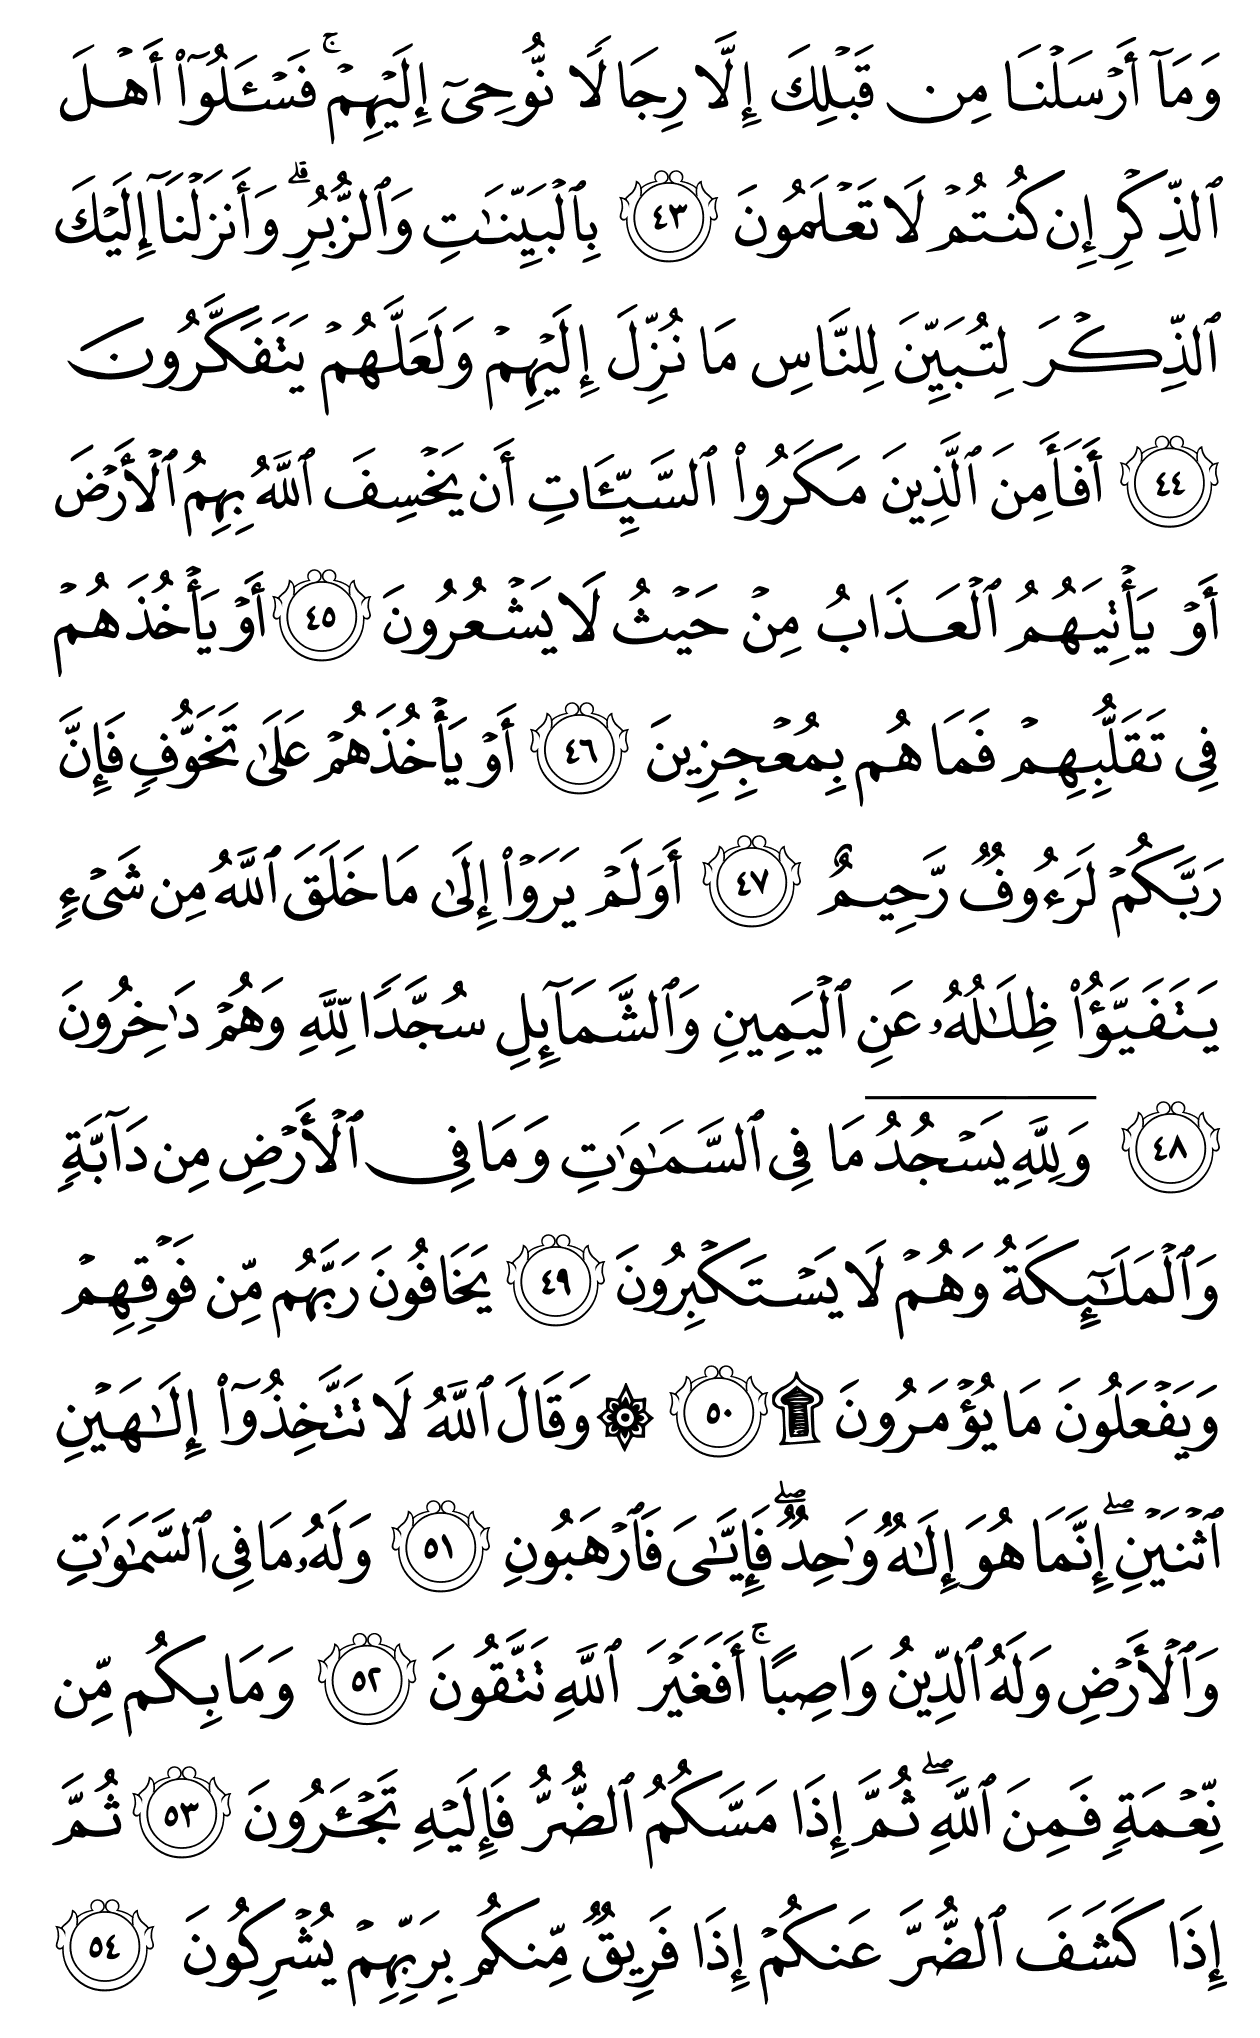 وَمَآ أَرۡسَلۡنَا مِن قَبۡلِكَ إِلَّا رِجَالٗا نُّوحِيٓ إِلَيۡهِمۡۚ فَسۡـَٔلُوٓاْ أَهۡلَ
ٱلذِّكۡرِ إِن كُنتُمۡ لَا تَعۡلَمُونَ ٤٣ بِٱلۡبَيِّنَٰتِ وَٱلزُّبُرِۗ وَأَنزَلۡنَآ إِلَيۡكَ
ٱلذِّكۡرَ لِتُبَيِّنَ لِلنَّاسِ مَا نُزِّلَ إِلَيۡهِمۡ وَلَعَلَّهُمۡ يَتَفَكَّرُونَ
٤٤ أَفَأَمِنَ ٱلَّذِينَ مَكَرُواْ ٱلسَّيِّـَٔاتِ أَن يَخۡسِفَ ٱللَّهُ بِهِمُ ٱلۡأَرۡضَ
أَوۡ يَأۡتِيَهُمُ ٱلۡعَذَابُ مِنۡ حَيۡثُ لَا يَشۡعُرُونَ ٤٥ أَوۡ يَأۡخُذَهُمۡ
فِي تَقَلُّبِهِمۡ فَمَا هُم بِمُعۡجِزِينَ ٤٦ أَوۡ يَأۡخُذَهُمۡ عَلَىٰ تَخَوُّفٖ فَإِنَّ
رَبَّكُمۡ لَرَءُوفٞ رَّحِيمٌ ٤٧ أَوَلَمۡ يَرَوۡاْ إِلَىٰ مَا خَلَقَ ٱللَّهُ مِن شَيۡءٖ
يَتَفَيَّؤُاْ ظِلَٰلُهُۥ عَنِ ٱلۡيَمِينِ وَٱلشَّمَآئِلِ سُجَّدٗا لِّلَّهِ وَهُمۡ دَٰخِرُونَ
٤٨ وَلِلَّهِۤ يَسۡجُدُۤ مَا فِي ٱلسَّمَٰوَٰتِ وَمَا فِي ٱلۡأَرۡضِ مِن دَآبَّةٖ
وَٱلۡمَلَٰٓئِكَةُ وَهُمۡ لَا يَسۡتَكۡبِرُونَ ٤٩ يَخَافُونَ رَبَّهُم مِّن فَوۡقِهِمۡ
وَيَفۡعَلُونَ مَا يُؤۡمَرُونَ ۩ ٥٠ ۞ وَقَالَ ٱللَّهُ لَا تَتَّخِذُوٓاْ إِلَٰهَيۡنِ
ٱثۡنَيۡنِۖ إِنَّمَا هُوَ إِلَٰهٞ وَٰحِدٞ فَإِيَّٰيَ فَٱرۡهَبُونِ ٥١ وَلَهُۥ مَا فِي ٱلسَّمَٰوَٰتِ
وَٱلۡأَرۡضِ وَلَهُ ٱلدِّينُ وَاصِبًاۚ أَفَغَيۡرَ ٱللَّهِ تَتَّقُونَ ٥٢ وَمَا بِكُم مِّن
نِّعۡمَةٖ فَمِنَ ٱللَّهِۖ ثُمَّ إِذَا مَسَّكُمُ ٱلضُّرُّ فَإِلَيۡهِ تَجۡـَٔرُونَ ٥٣ ثُمَّ
إِذَا كَشَفَ ٱلضُّرَّ عَنكُمۡ إِذَا فَرِيقٞ مِّنكُم بِرَبِّهِمۡ يُشۡرِكُونَ ٥٤